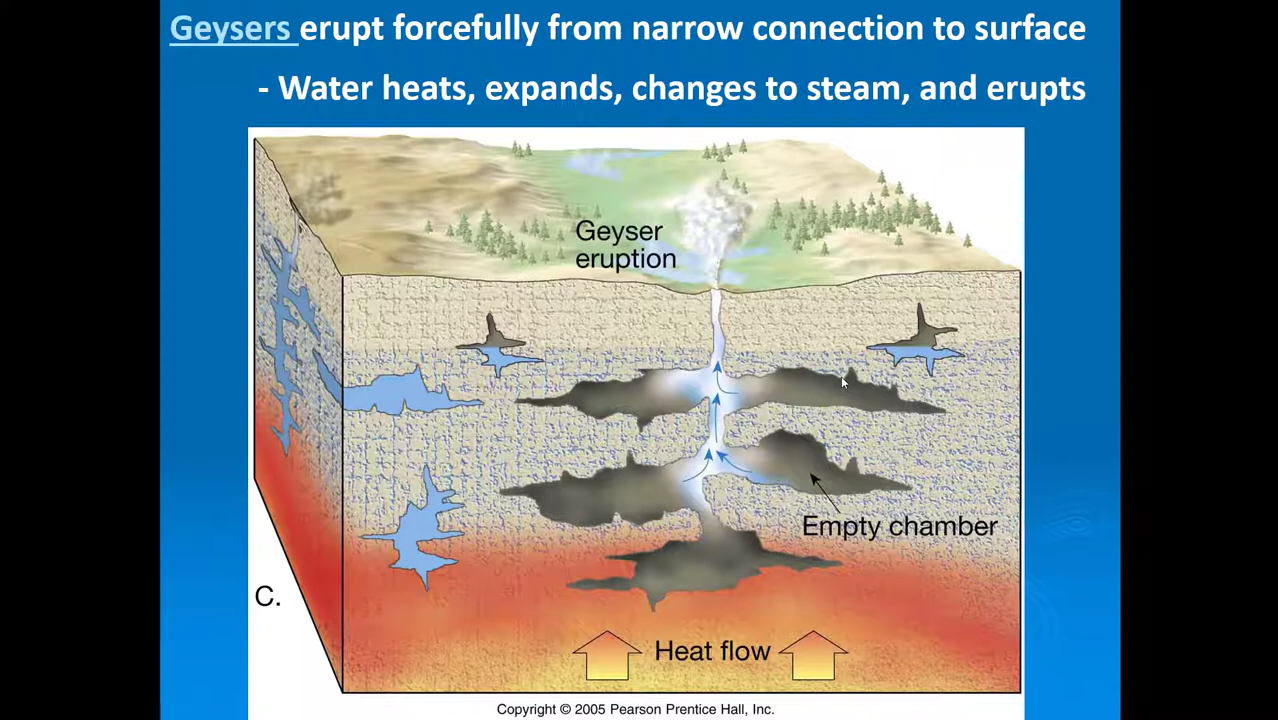 Geysers erupt forcefully from narrow connection to surface
- Water heats, expands, changes to steam, and erupts
Geyser
eruption
Empty chamber
C.
Heat flow
Copyright © 2005 Pearson Prentice Hall, Inc.